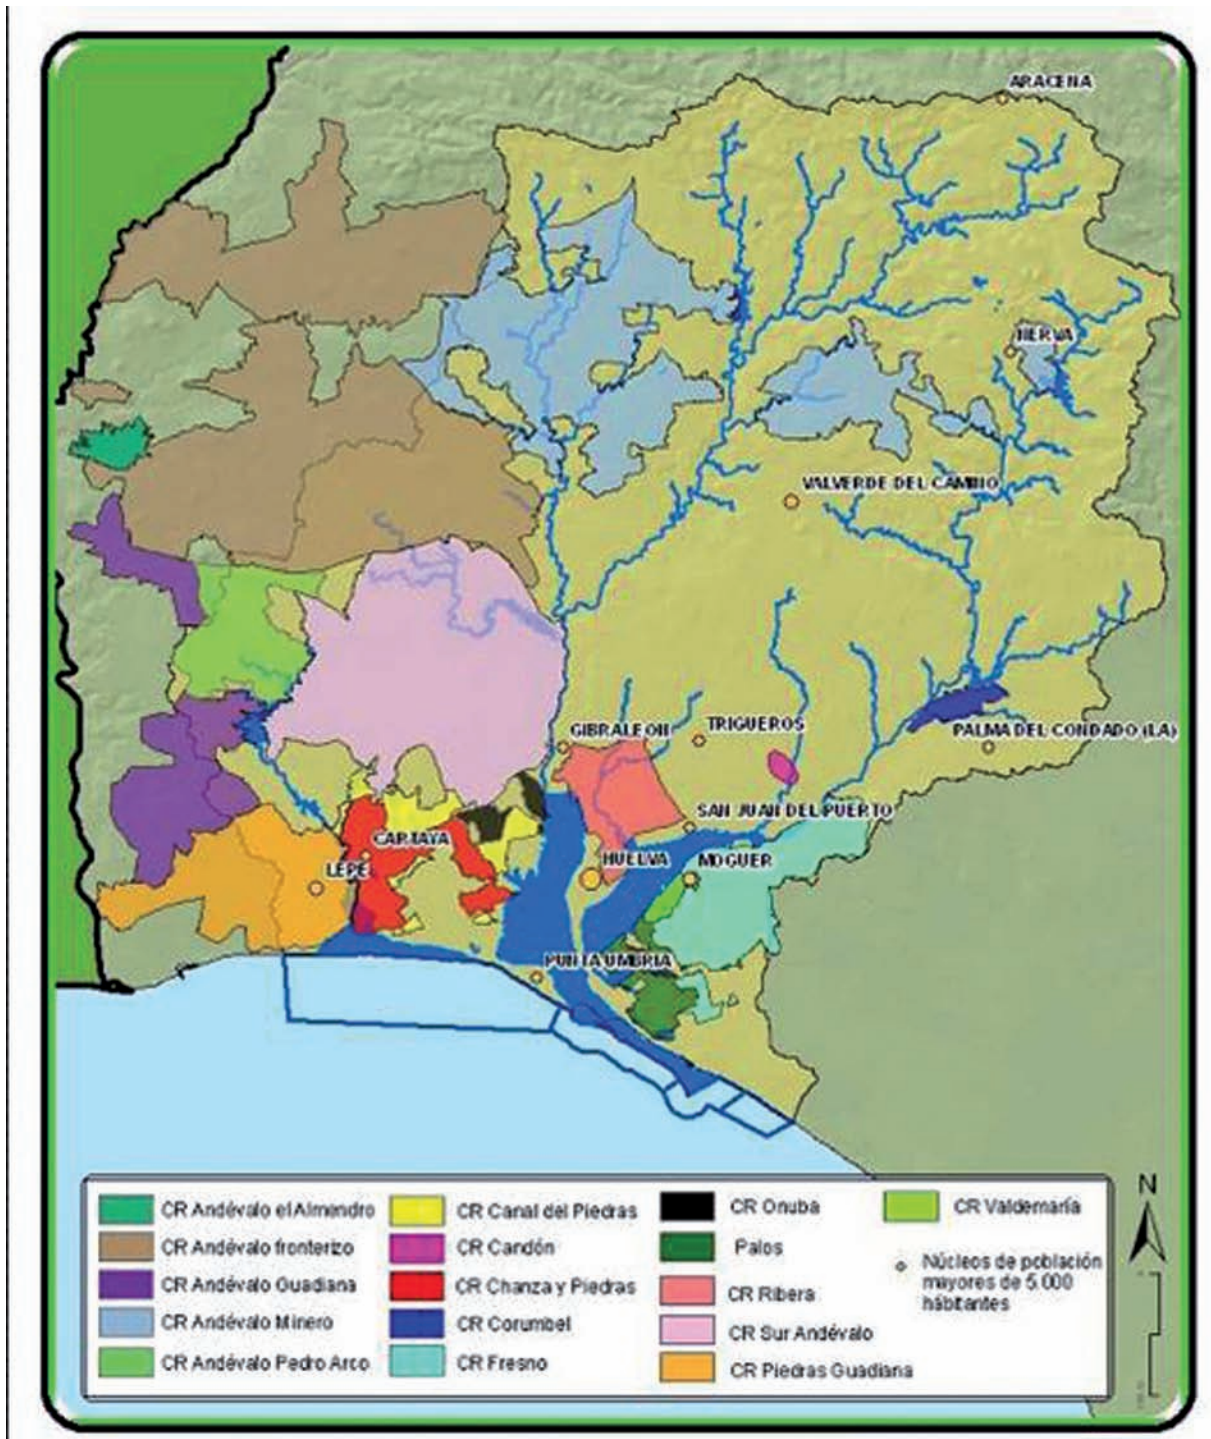 ARACENA
NERVA
VALVERDE DEL CAMINO
GIBRALEON
TRIGUEROS
PALMA DEL CONDADO (LA)
SAN JUAN DEL PUERTO
CARTAYA
HUELVA
MOGUER
LEPE
PUNTA UMBRIA
CR Andévalo el Almendro
CR Andévalo fronterizo
CR Andévalo Guadiana
CR Andévalo Minero
CR Andévalo Pedro Arco
CR Canal del Piedras
CR Candón
CR Chanza y Piedras
CR Corumbel
CR Fresno
CR Onuba
Palos
CR Ribera
CR Sur Andévalo
CR Piedras Guadiana
CR Valdemaría
Núcleos de población
mayores de 5.000
hábitantes
N